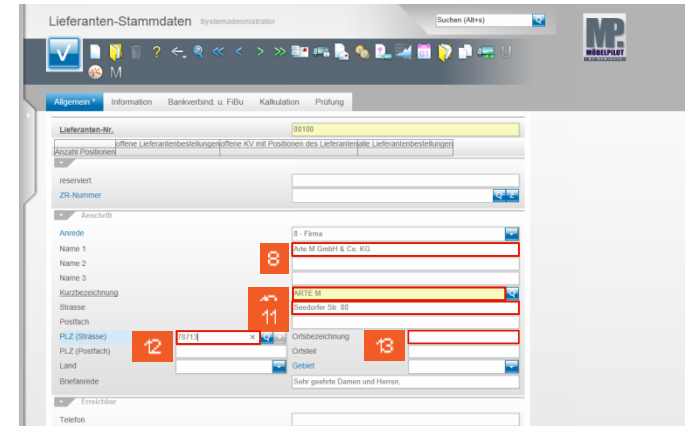 Lieferanten-Stammdaten Systemadministrator Suchen (Alt+s)
MP
MÖBELPILOT
? M
Allgemein * Information Bankverbind. u. FiBu Kalkulation Prüfung
Lieferanten-Nr. 00100
offene Lieferantenbestellungen offene KV mit Positionen des Lieferanten alle Lieferantenbestellungen
Anzahl Positionen
reserviert
ZR-Nummer
Anschrift
Anrede 8 - Firma
Name 1 8 Arte M GmbH & Co. KG
Name 2
Name 3
Kurzbezeichnung ARTE M
Strasse 11 Seedorfer Str. 80
Postfach
PLZ (Strasse) 12 78713 Ortsbezeichnung 13
PLZ (Postfach) Ortsteil
Land Gebiet
Briefanrede Sehr geehrte Damen und Herren,
Erreichbar
Telefon